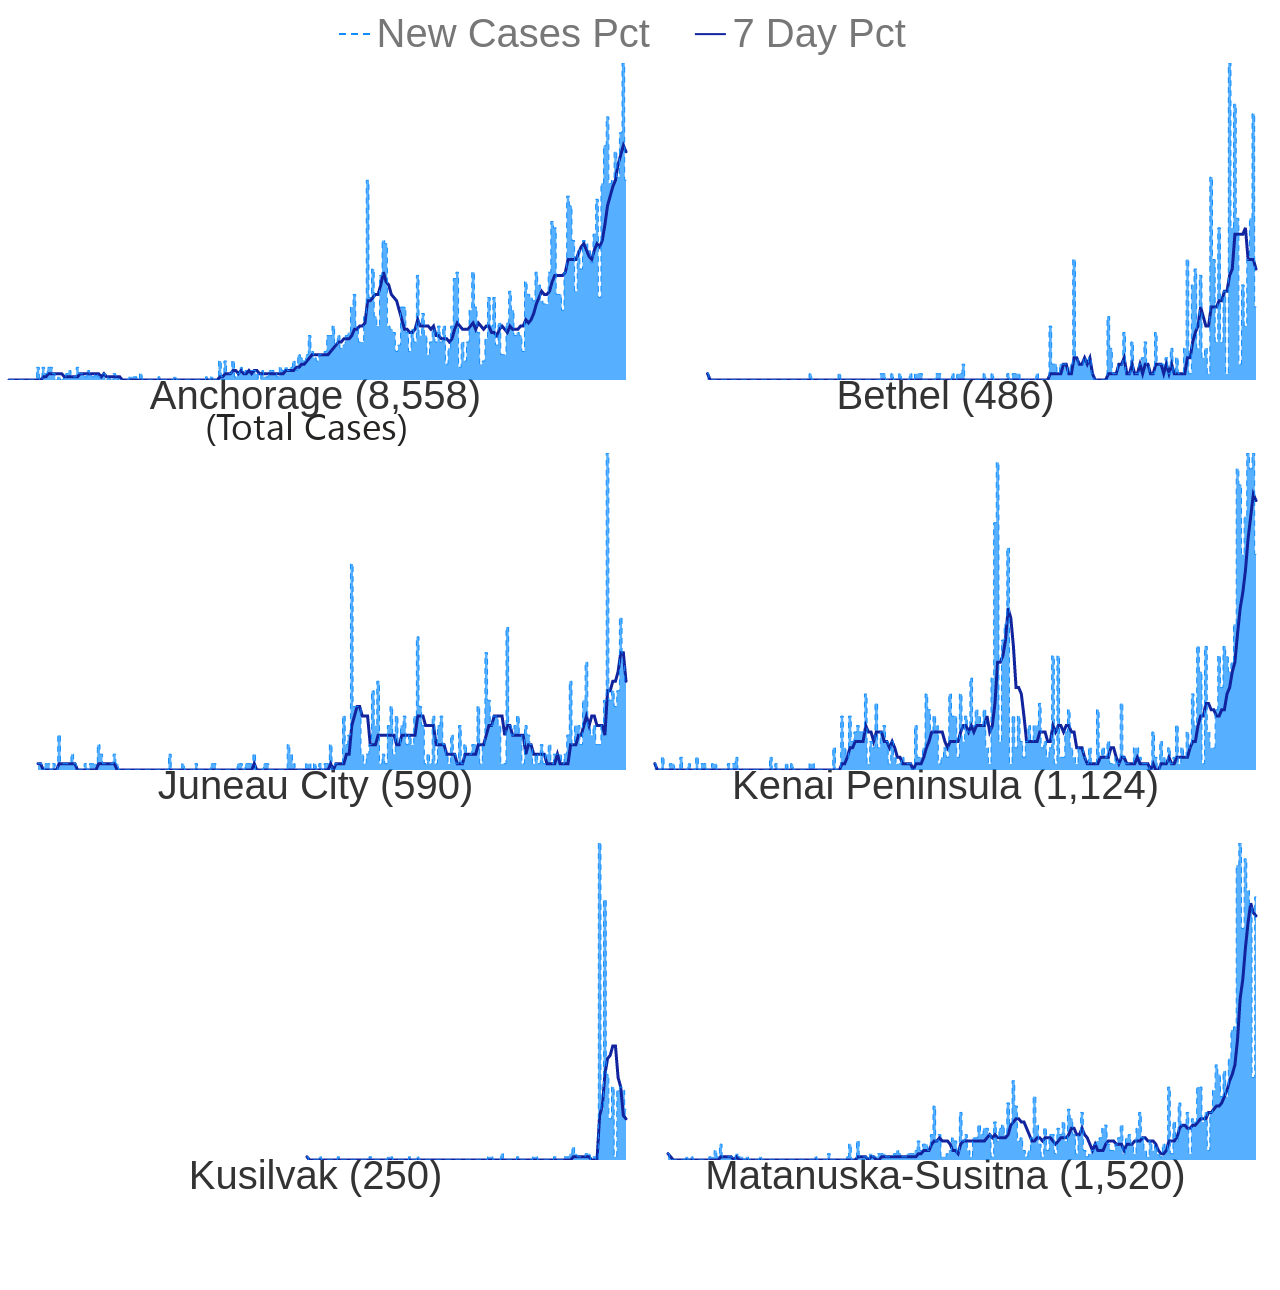 New Cases Pct 7 Day Pct
Anchorage (8,558)
(Total Cases)
Bethel (486)
Juneau City (590)
Kenai Peninsula (1,124)
Kusilvak (250)
Matanuska-Susitna (1,520)